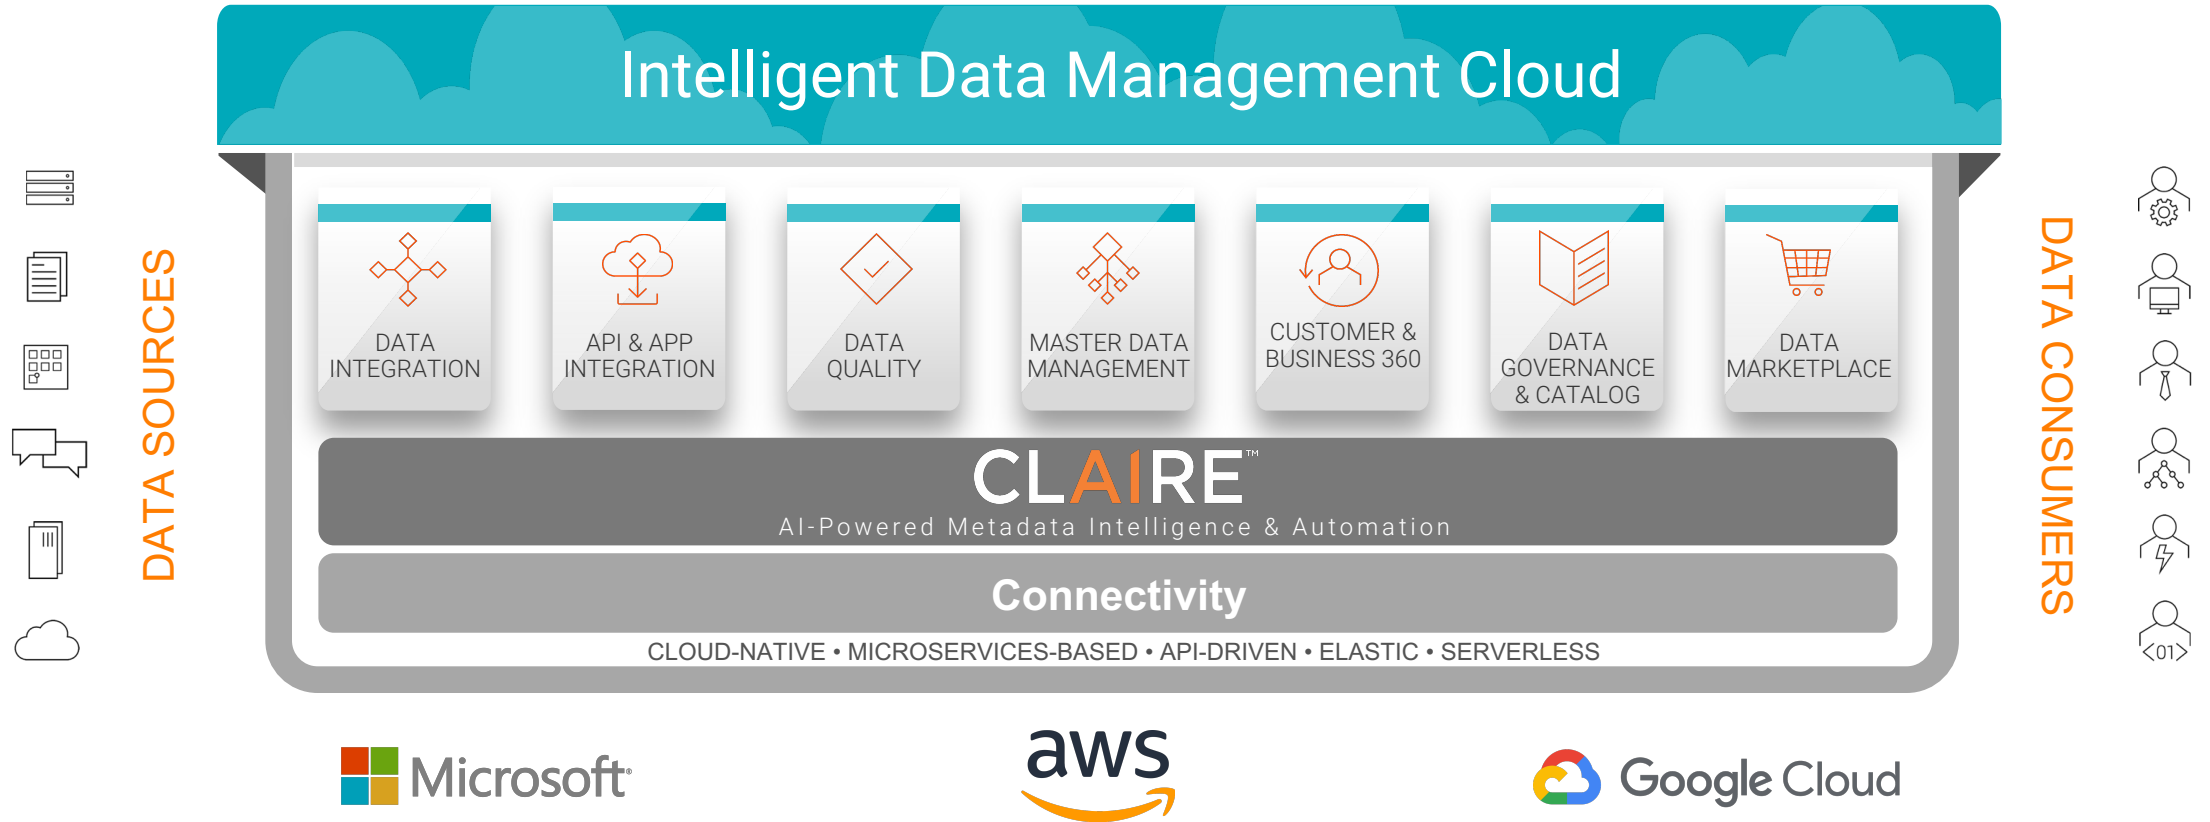 Intelligent Data Management Cloud
DATA SOURCES
DATA
INTEGRATION
API & APP
INTEGRATION
DATA
QUALITY
MASTER DATA
MANAGEMENT
CUSTOMER &
BUSINESS 360
DATA
GOVERNANCE
& CATALOG
DATA
MARKETPLACE
CLAIRE™
AI-Powered Metadata Intelligence & Automation
Connectivity
CLOUD-NATIVE • MICROSERVICES-BASED • API-DRIVEN • ELASTIC • SERVERLESS
DATA CONSUMERS
<01>
Microsoft
aws
Google Cloud